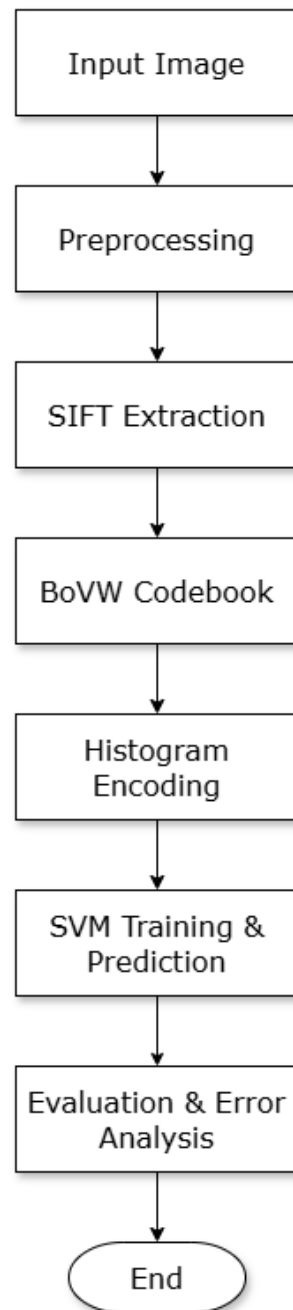 Input Image
Preprocessing
SIFT Extraction
BoVW Codebook
Histogram
Encoding
SVM Training &
Prediction
Evaluation & Error
Analysis
End